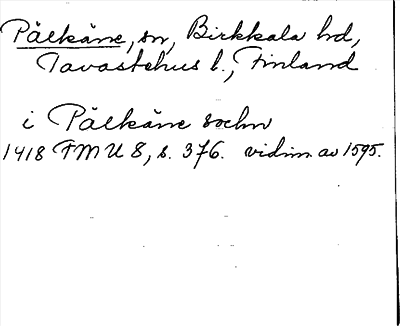 Pälkäne, sn, Birkkala hd,
Tavastehus l., Finland
i Pälkäne sochn
1418 FMU 8, s. 376. vidim. av 1595.